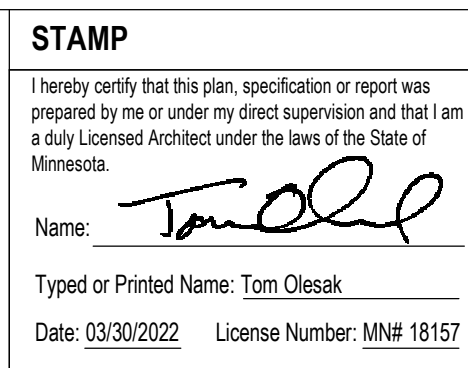 STAMP
I hereby certify that this plan, specification or report was
prepared by me or under my direct supervision and that I am
a duly Licensed Architect under the laws of the State of
Minnesota.
Name: Tom Olesak
Typed or Printed Name: Tom Olesak
Date: 03/30/2022 License Number: MN# 18157